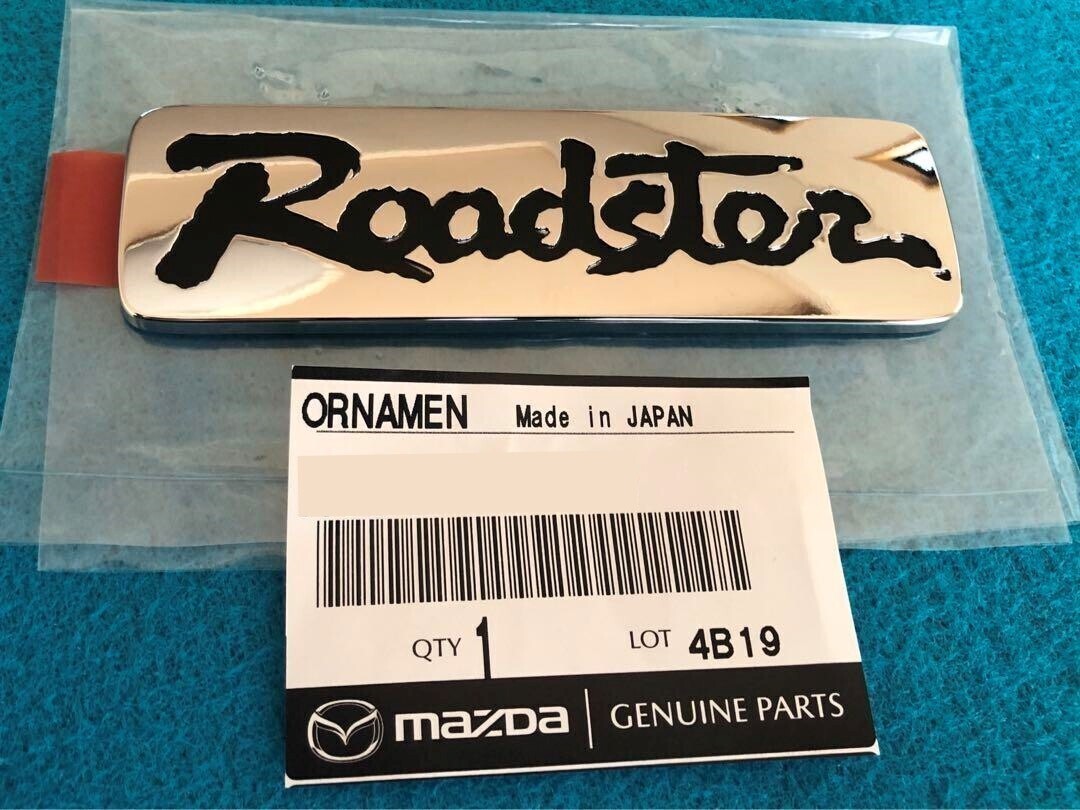 Roadster
ORNAMEN Made in JAPAN
QTY 1 LOT 4B19
mazda GENUINE PARTS